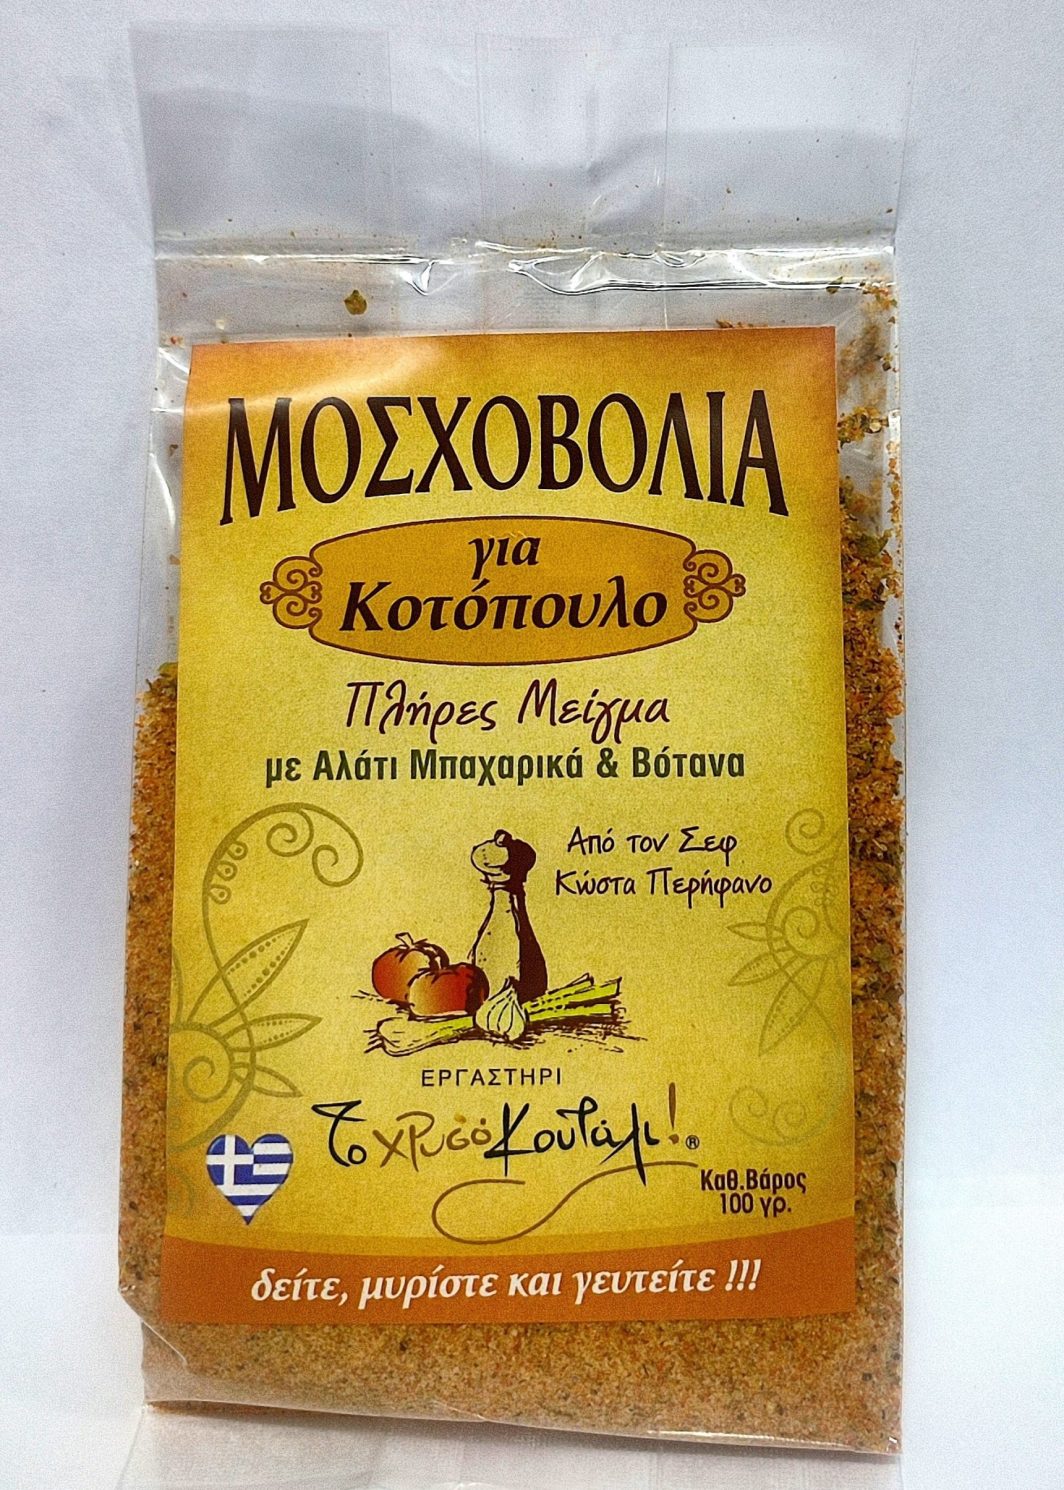 ΜΟΣΧΟΒΟΛΙΑ
για
Κοτόπουλο
Πλήρες Μείγμα
με Αλάτι Μπαχαρικά & Βότανα
Από τον Σεφ
Κώστα Περήφανο
ΕΡΓΑΣΤΗΡΙ
Το χρυσό Κουτάλι!®
Καθ.Βάρος
100 γρ.
δείτε, μυρίστε και γευτείτε !!!